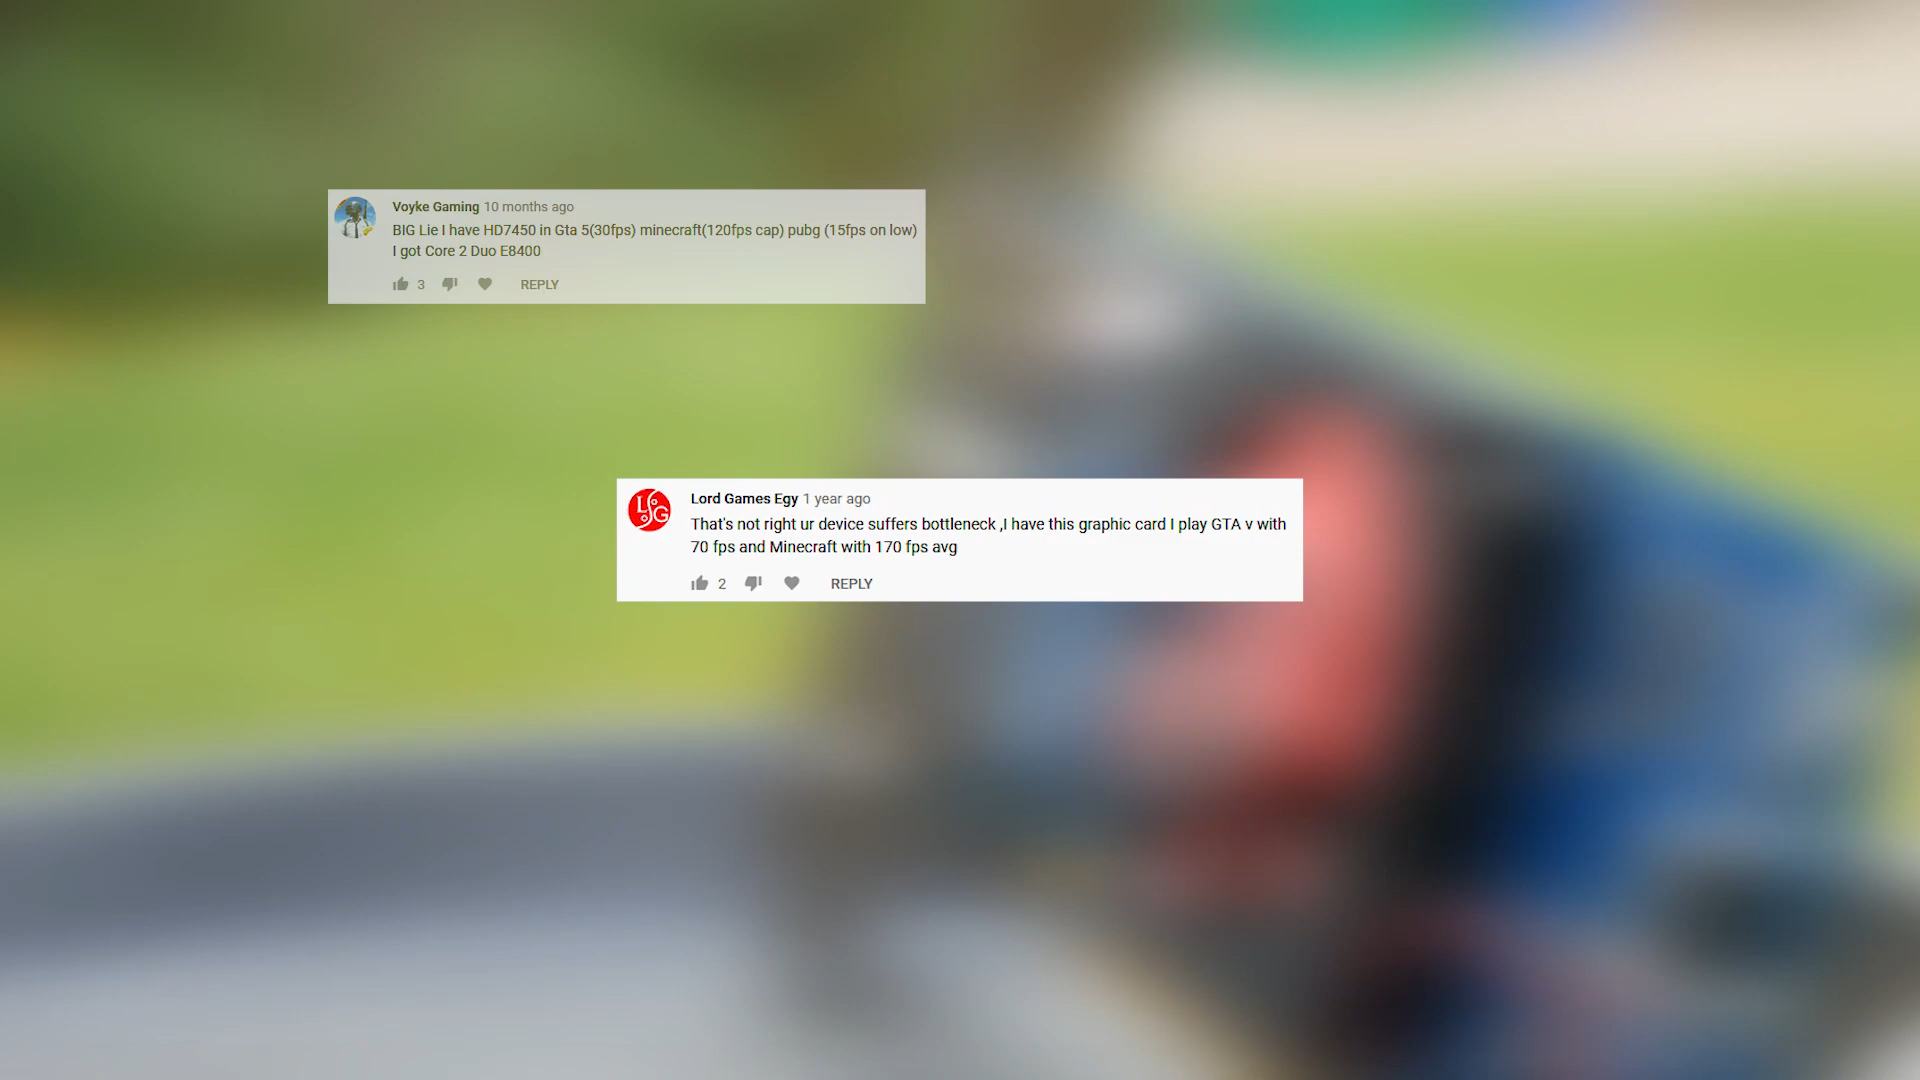 Voyke Gaming 10 months ago
BIG Lie I have HD7450 in Gta 5(30fps) minecraft(120fps cap) pubg (15fps on low)
I got Core 2 Duo E8400
3 REPLY
LSG
Lord Games Egy 1 year ago
That's not right ur device suffers bottleneck ,I have this graphic card I play GTA v with
70 fps and Minecraft with 170 fps avg
2 REPLY